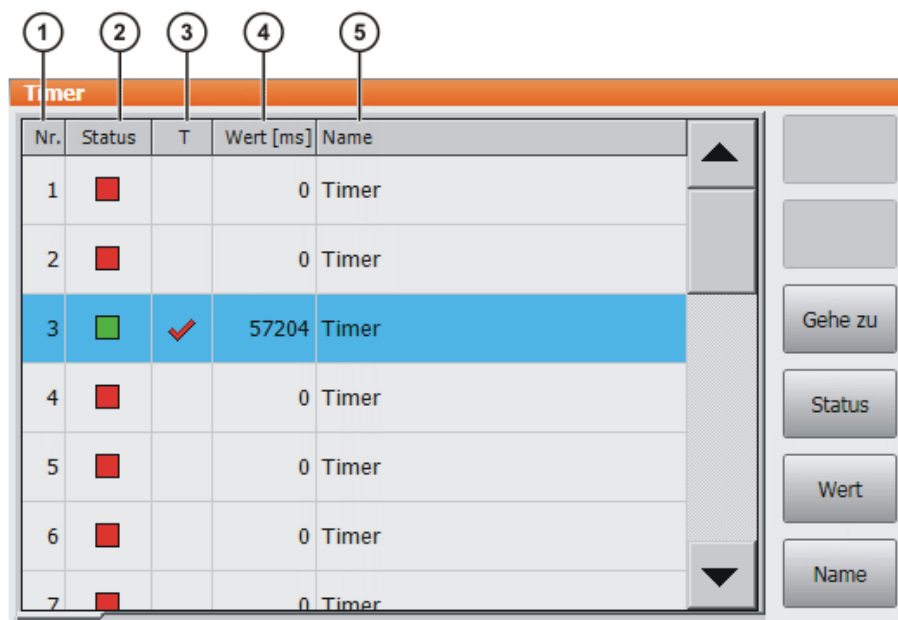 1 2 3 4 5
Timer
Nr. Status T Wert [ms] Name
1 0 Timer
2 0 Timer
3 57204 Timer
4 0 Timer
5 0 Timer
6 0 Timer
7 0 Timer
Gehe zu
Status
Wert
Name